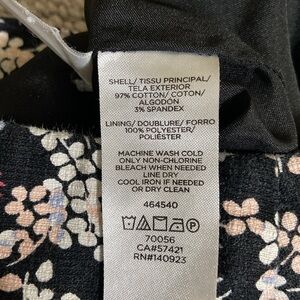 SHELL/ TISSU PRINCIPAL/
TELA EXTERIOR
97% COTTON/ COTON/
ALGODÓN
3% SPANDEX
LINING/ DOUBLURE/ FORRO
100% POLYESTER/
POLIÉSTER
MACHINE WASH COLD
ONLY NON-CHLORINE
BLEACH WHEN NEEDED
LINE DRY
COOL IRON IF NEEDED
OR DRY CLEAN
464540
70056
CA#57421
RN#140923